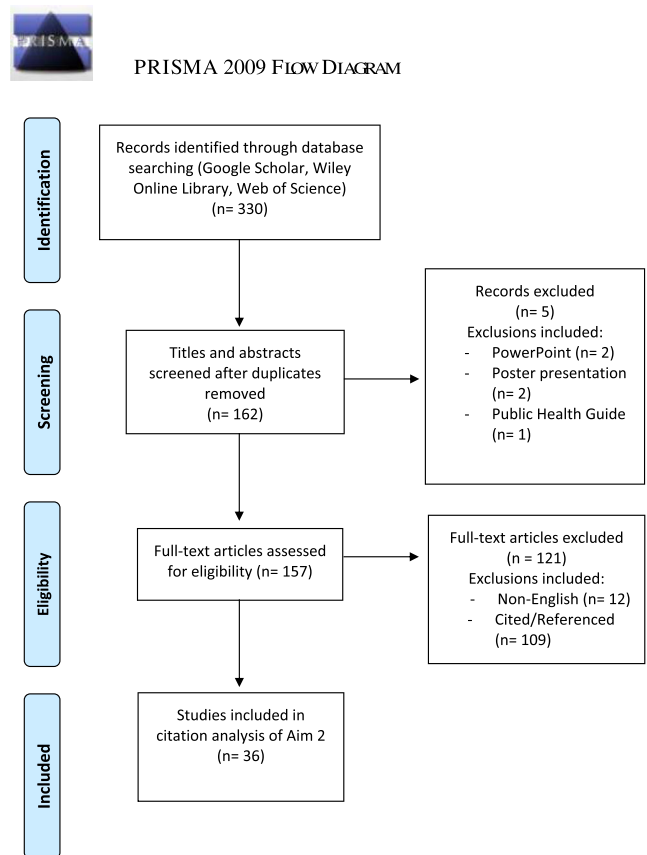 PRISMA
PRISMA 2009 FLOW DIAGRAM
Identification
Records identified through database
searching (Google Scholar, Wiley
Online Library, Web of Science)
(n= 330)
Screening
Titles and abstracts
screened after duplicates
removed
(n= 162)
Records excluded
(n= 5)
Exclusions included:
- PowerPoint (n= 2)
- Poster presentation
(n= 2)
- Public Health Guide
(n= 1)
Eligibility
Full-text articles assessed
for eligibility (n= 157)
Full-text articles excluded
(n = 121)
Exclusions included:
- Non-English (n= 12)
- Cited/Referenced
(n= 109)
Included
Studies included in
citation analysis of Aim 2
(n= 36)